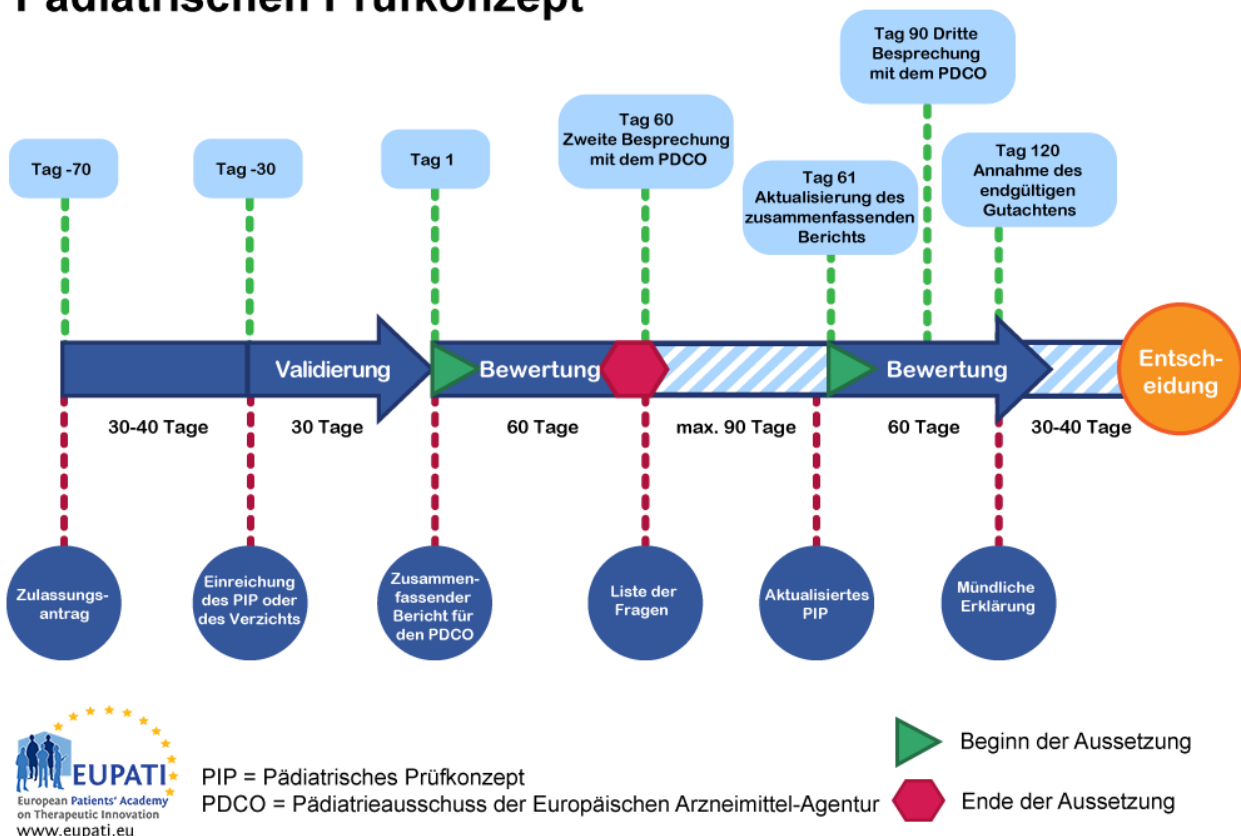 Pädiatrischen Prüfkonzept
Tag -70
Tag -30
Tag 1
Tag 60
Zweite Besprechung
mit dem PDCO
Tag 61
Aktualisierung des
zusammenfassenden
Berichts
Tag 90 Dritte
Besprechung
mit dem PDCO
Tag 120
Annahme des
endgültigen
Gutachtens
Validierung
Bewertung
Bewertung
Entsch-
eidung
30-40 Tage
30 Tage
60 Tage
max. 90 Tage
60 Tage
30-40 Tage
Zulassungs-
antrag
Einreichung
des PIP oder
des Verzichts
Zusammen-
fassender
Bericht für
den PDCO
Liste der
Fragen
Aktualisiertes
PIP
Mündliche
Erklärung
EUPATI
European Patients' Academy
on Therapeutic Innovation
www.eupati.eu
PIP = Pädiatrisches Prüfkonzept
PDCO = Pädiatrieausschuss der Europäischen Arzneimittel-Agentur
Beginn der Aussetzung
Ende der Aussetzung